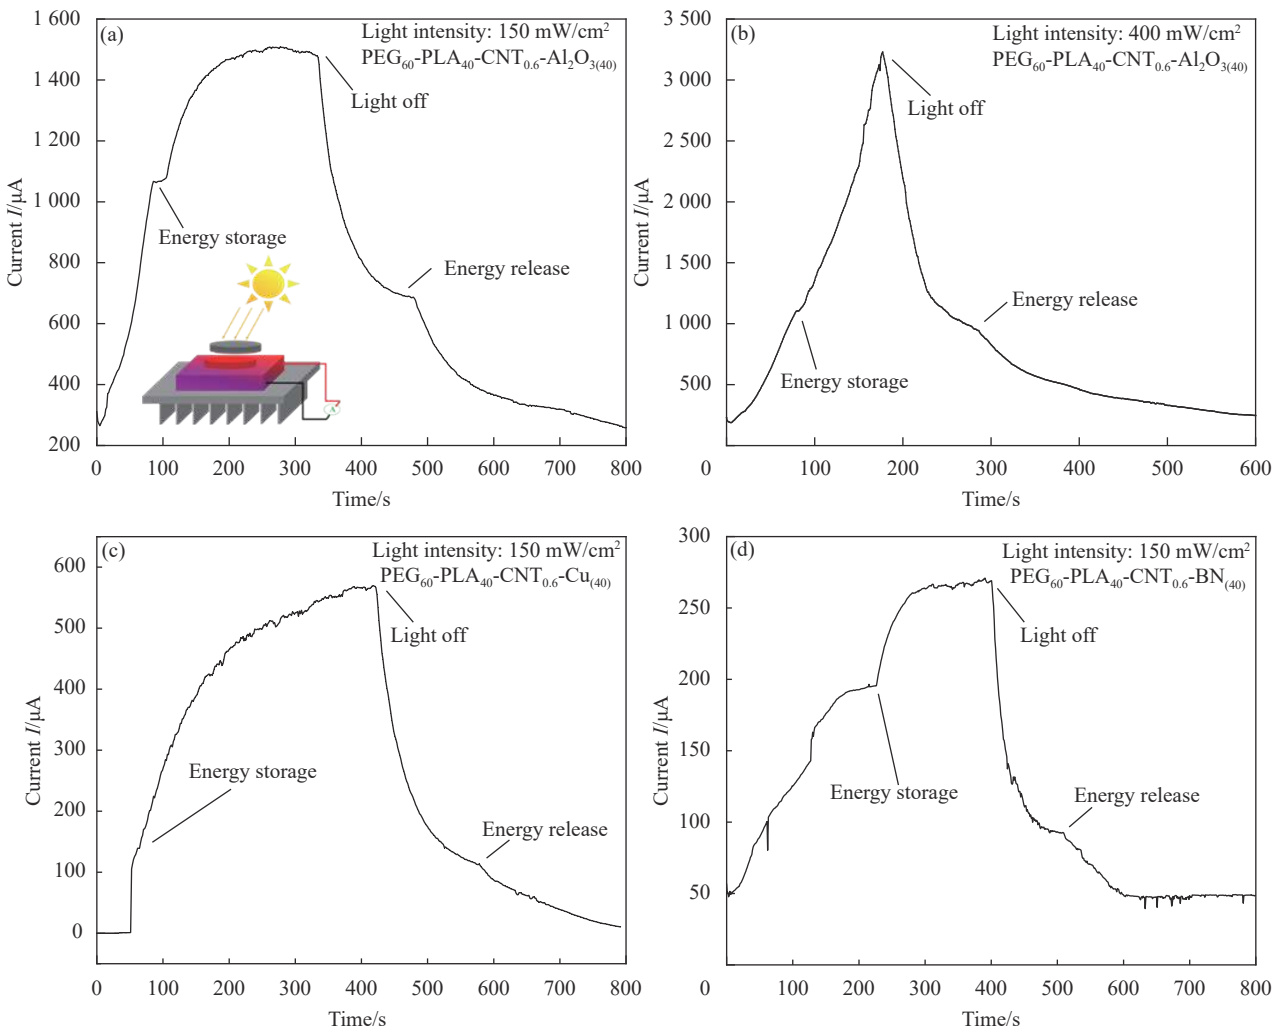 (a)
Light intensity: 150 mW/cm²
PEG₆₀-PLA₄₀-CNT₀.₆-Al₂O₃₍₄₀₎
1 600
1 400
1 200
1 000
800
600
400
200
Current I/μA
Light off
Energy storage
Energy release
A
0 100 200 300 400 500 600 700 800
Time/s
(b)
Light intensity: 400 mW/cm²
PEG₆₀-PLA₄₀-CNT₀.₆-Al₂O₃₍₄₀₎
3 500
3 000
2 500
2 000
1 500
1 000
500
Current I/μA
Light off
Energy release
Energy storage
0 100 200 300 400 500 600
Time/s
(c)
Light intensity: 150 mW/cm²
PEG₆₀-PLA₄₀-CNT₀.₆-Cu₍₄₀₎
600
500
400
300
200
100
0
Current I/μA
Light off
Energy storage
Energy release
0 100 200 300 400 500 600 700 800
Time/s
(d)
Light intensity: 150 mW/cm²
PEG₆₀-PLA₄₀-CNT₀.₆-BN₍₄₀₎
300
250
200
150
100
50
Current I/μA
Light off
Energy storage
Energy release
0 100 200 300 400 500 600 700 800
Time/s